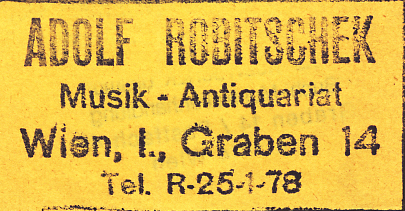 ADOLF ROBITSCHEK
Musik - Antiquariat
Wien, I., Graben 14
Tel. R-25-1-78